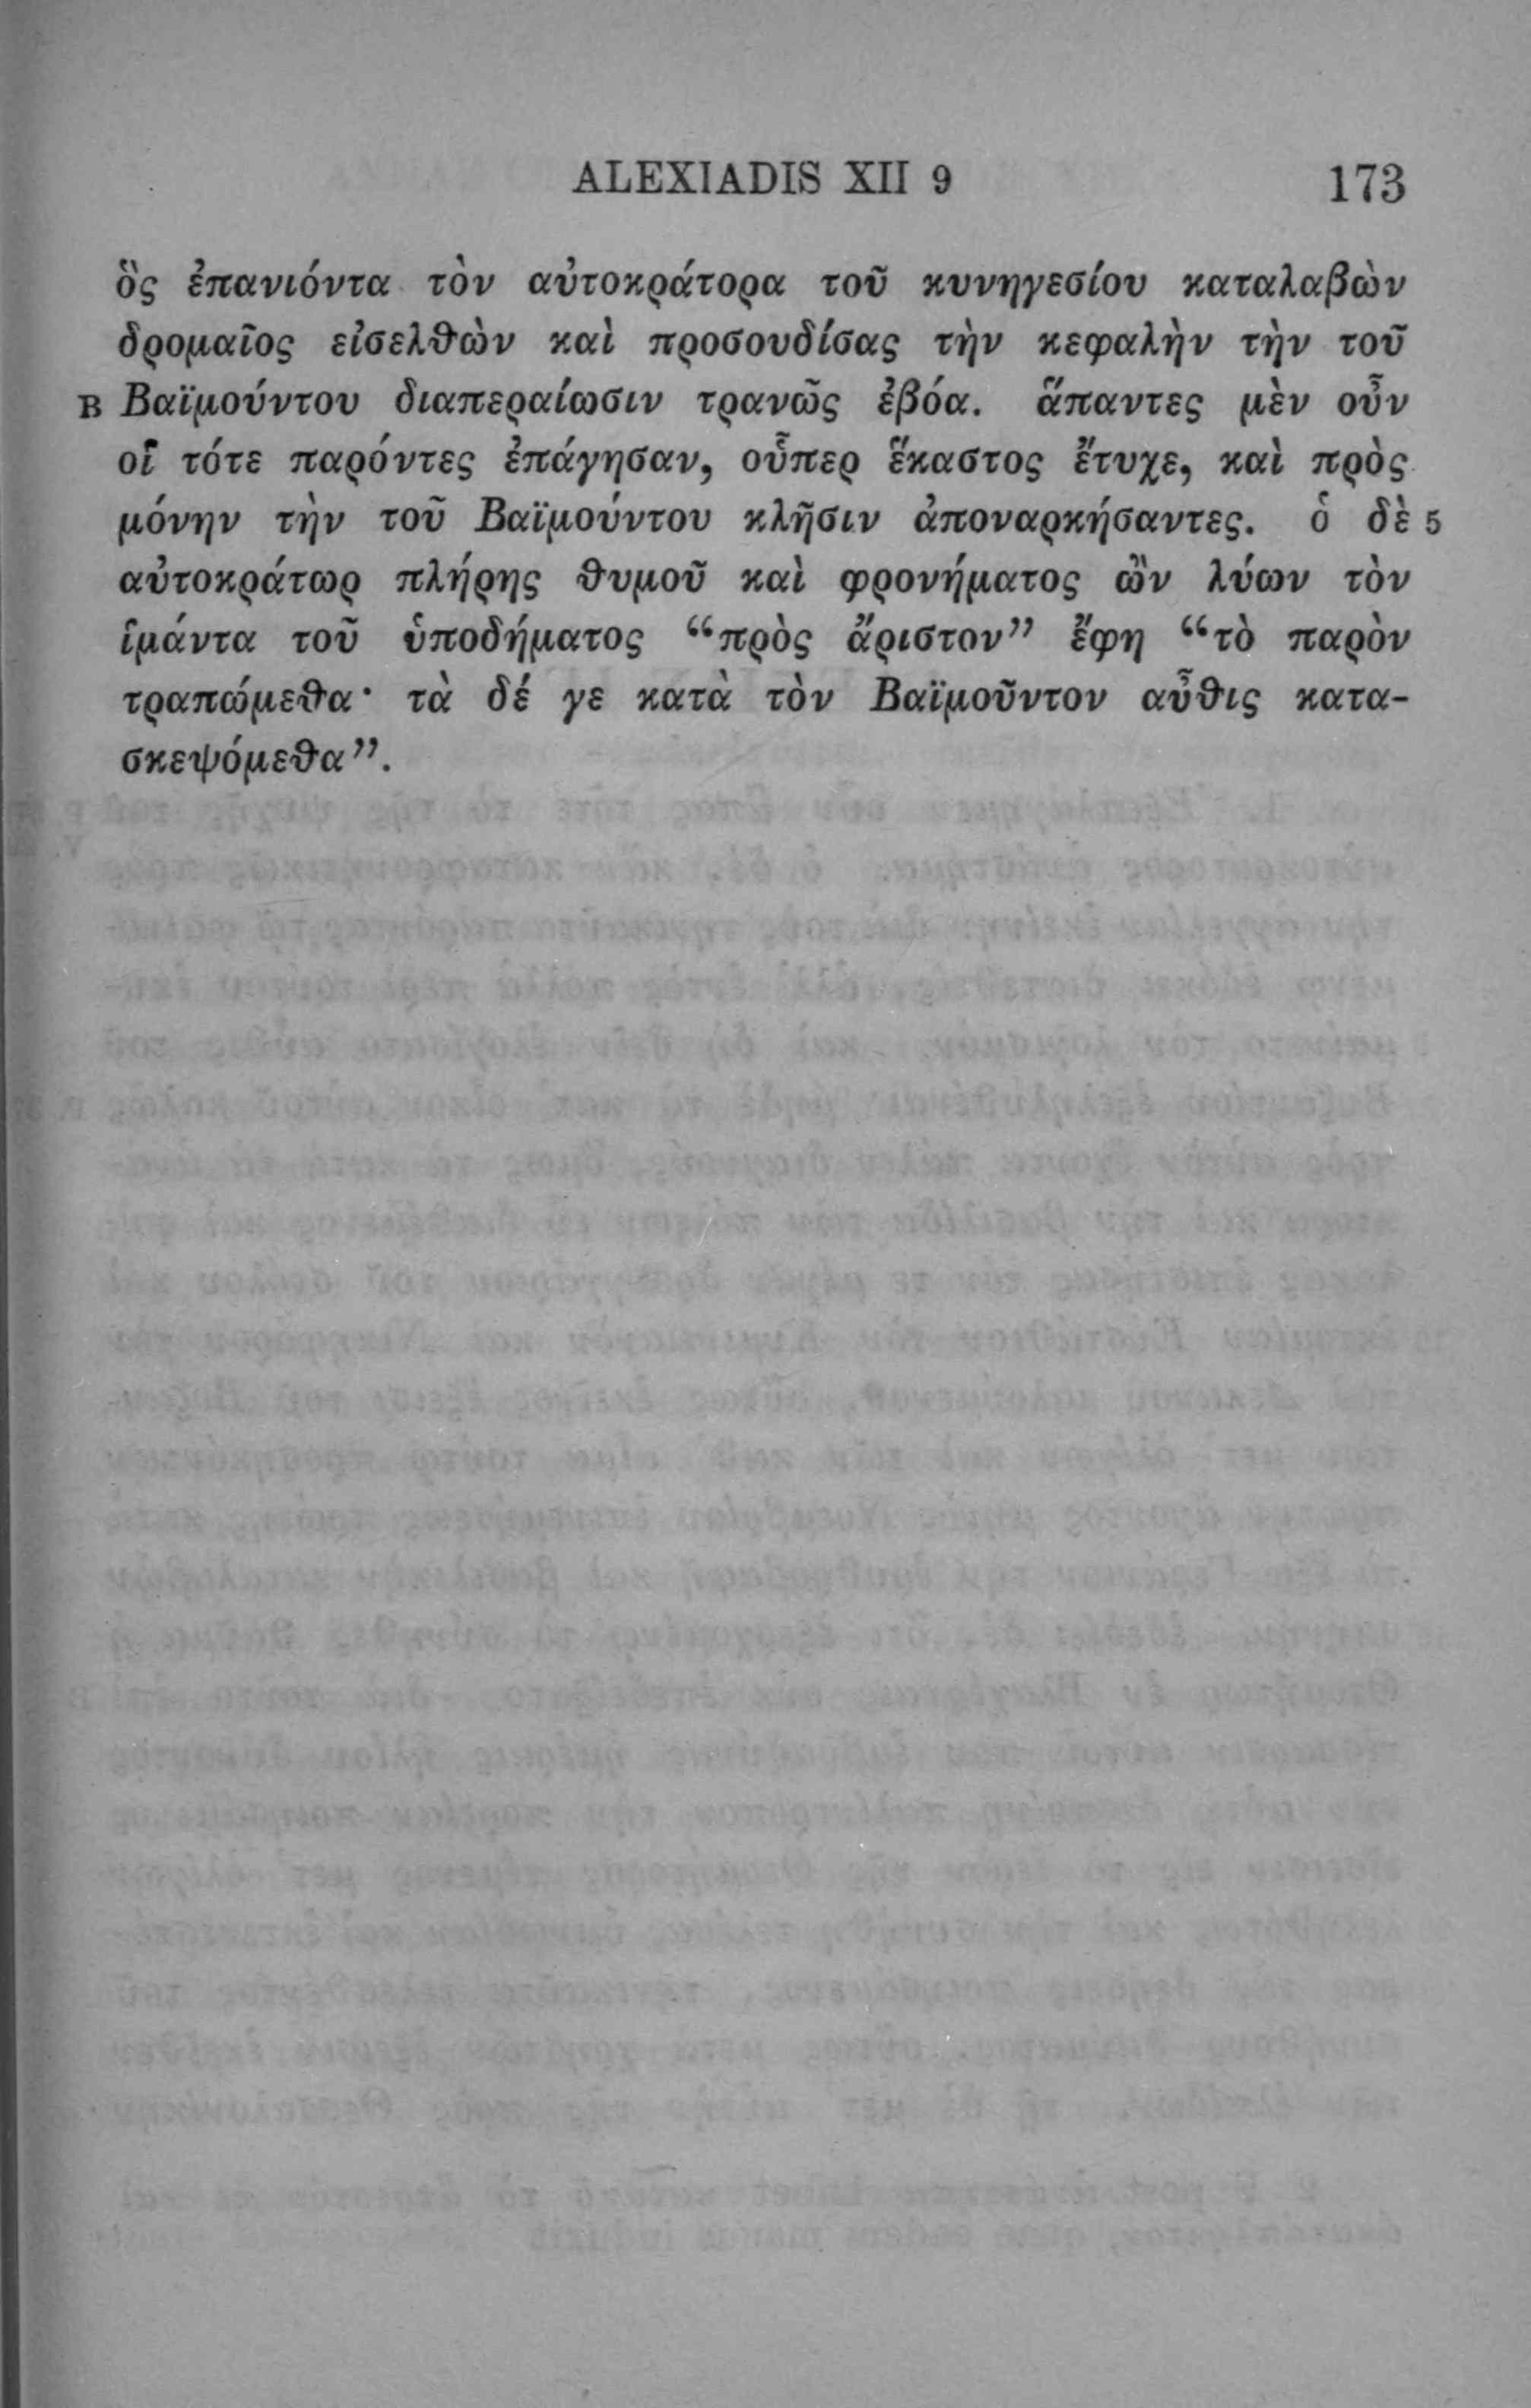 ALEXIADIS XII 9 173
ὃς ἐπανιόντα τὸν αὐτοκράτορα τοῦ κυνηγεσίου καταλαβὼν
δρομαῖος εἰσελθὼν καὶ προσουδίσας τὴν κεφαλὴν τὴν τοῦ
B Βαϊμούντου διαπεραίωσιν τρανῶς ἐβόα. ἅπαντες μὲν οὖν
οἳ τότε παρόντες ἐπάγησαν, οὗπερ ἕκαστος ἔτυχε, καὶ πρὸς
μόνην τὴν τοῦ Βαϊμούντου κλῆσιν ἀποναρκήσαντες. ὁ δὲ 5
αὐτοκράτωρ πλήρης θυμοῦ καὶ φρονήματος ὢν λύων τὸν
ἱμάντα τοῦ ὑποδήματος “πρὸς ἄριστον” ἔφη “τὸ παρὸν
τραπώμεθα· τὰ δέ γε κατὰ τὸν Βαϊμοῦντον αὖθις κατα-
σκεψόμεθα”.